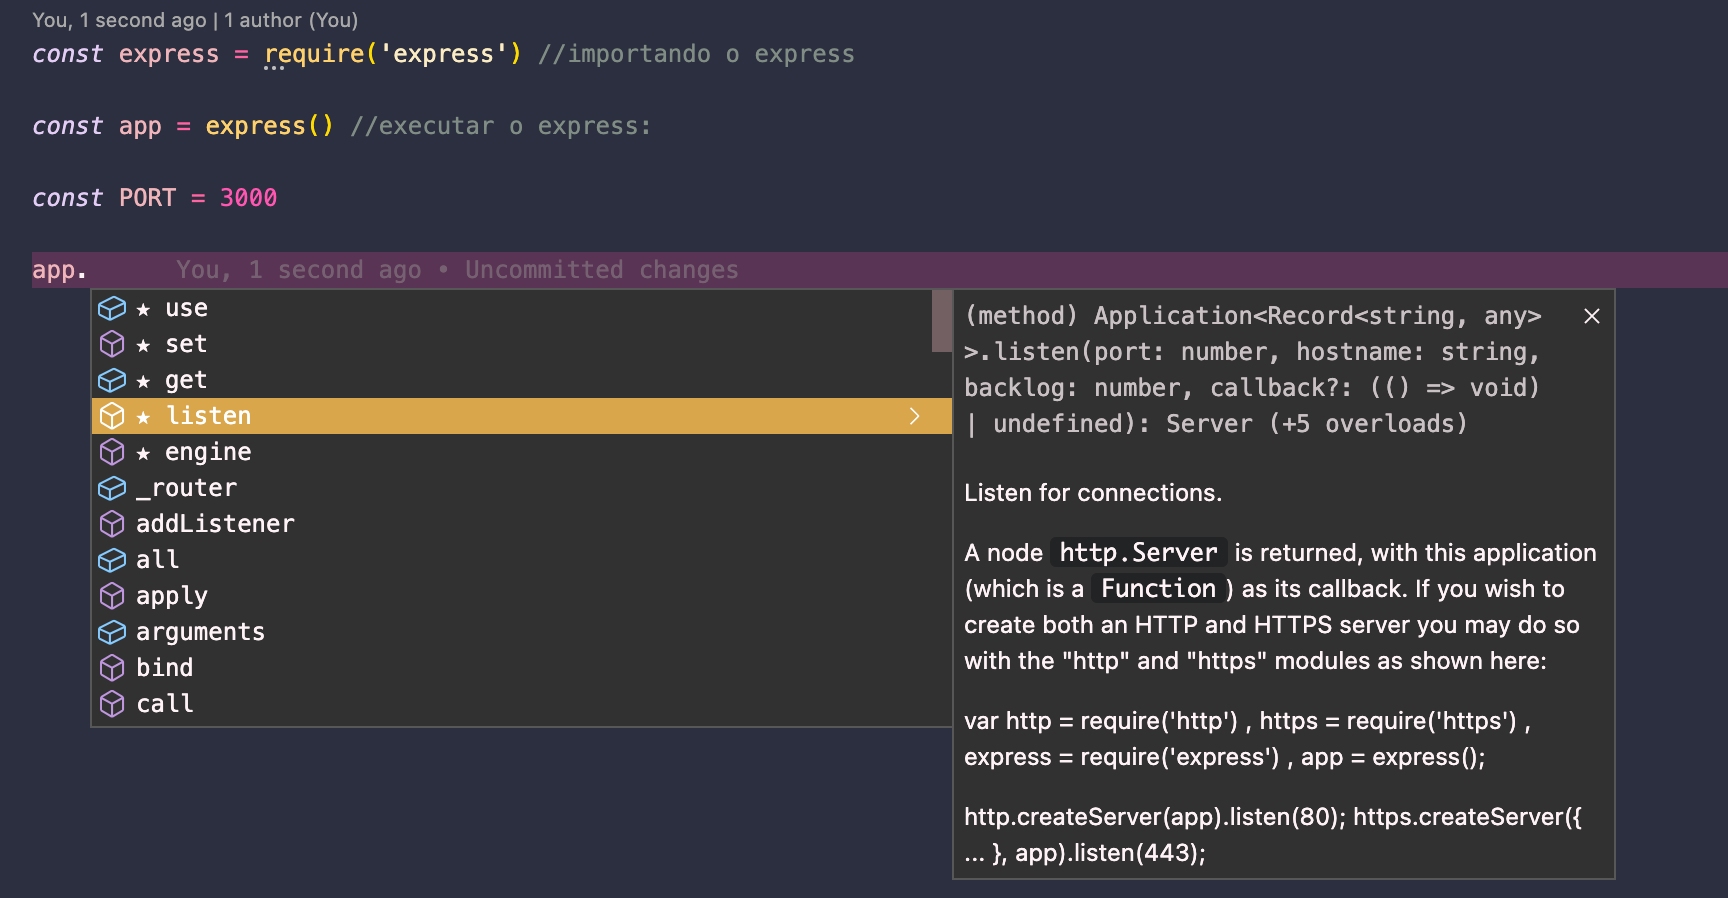 You, 1 second ago | 1 author (You)
const express = require('express') //importando o express
const app = express() //executar o express:
const PORT = 3000
app. You, 1 second ago • Uncommitted changes
★ use
★ set
★ get
★ listen
★ engine
_router
addListener
all
apply
arguments
bind
call
(method) Application<Record<string, any>
>.listen(port: number, hostname: string,
backlog: number, callback?: (() => void)
| undefined): Server (+5 overloads)
Listen for connections.
A node http.Server is returned, with this application
(which is a Function) as its callback. If you wish to
create both an HTTP and HTTPS server you may do so
with the "http" and "https" modules as shown here:
var http = require('http') , https = require('https') ,
express = require('express') , app = express();
http.createServer(app).listen(80); https.createServer({
... }, app).listen(443);